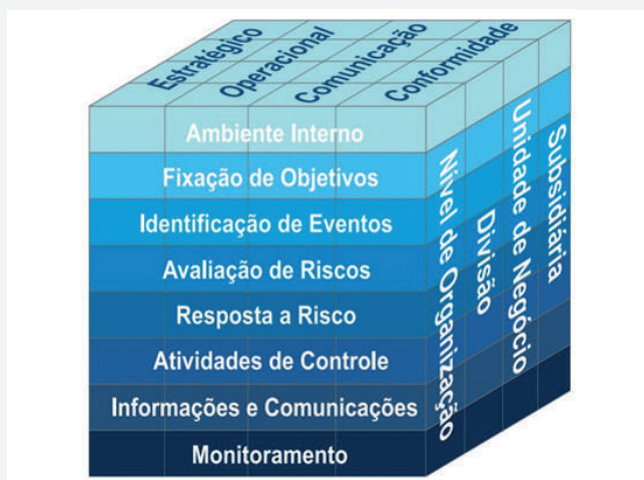 Estratégico
Operacional
Comunicação
Conformidade
Ambiente Interno
Fixação de Objetivos
Identificação de Eventos
Avaliação de Riscos
Resposta a Risco
Atividades de Controle
Informações e Comunicações
Monitoramento
Nível de Organização
Divisão
Unidade de Negócio
Subsidiária